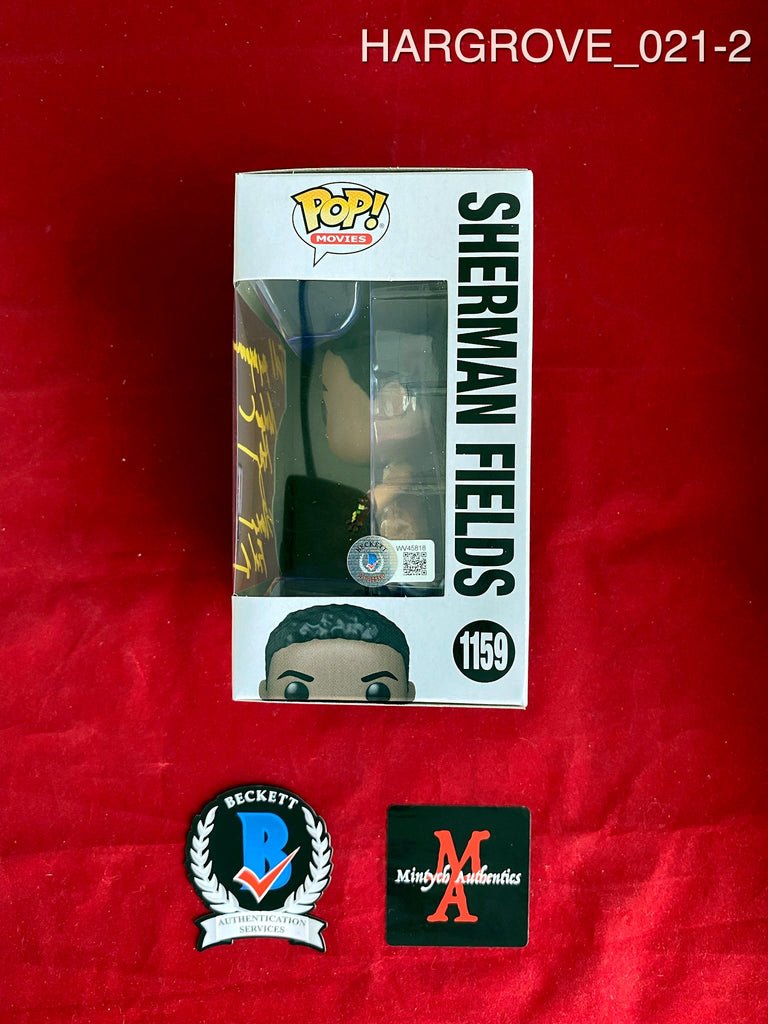 HARGROVE_021-2
POP!
MOVIES
SHERMAN FIELDS
1159
BECKETT
B
WV45818
BECKETT
B
AUTHENTICATION
SERVICES
MA
Mintych Authentics